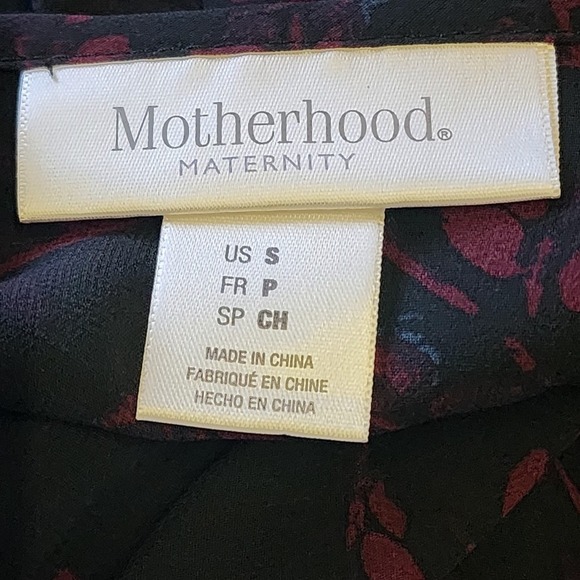 Motherhood®
MATERNITY
US S
FR P
SP CH
MADE IN CHINA
FABRIQUÉ EN CHINE
HECHO EN CHINA